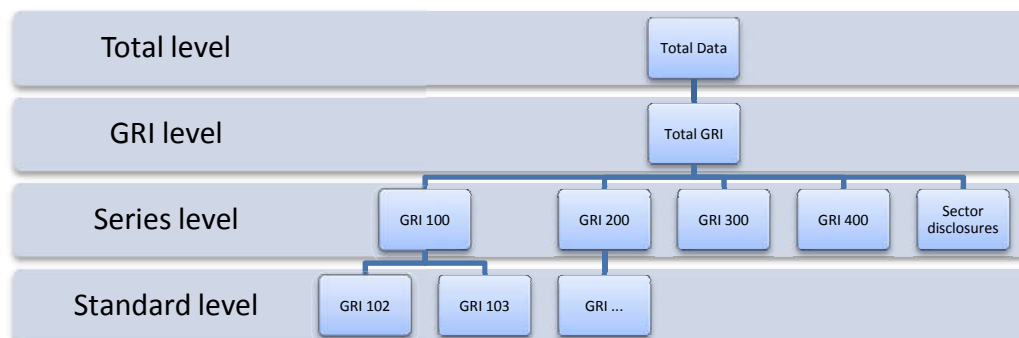 Total level
Total Data
GRI level
Total GRI
Series level
GRI 100
GRI 200
GRI 300
GRI 400
Sector
disclosures
Standard level
GRI 102
GRI 103
GRI ...